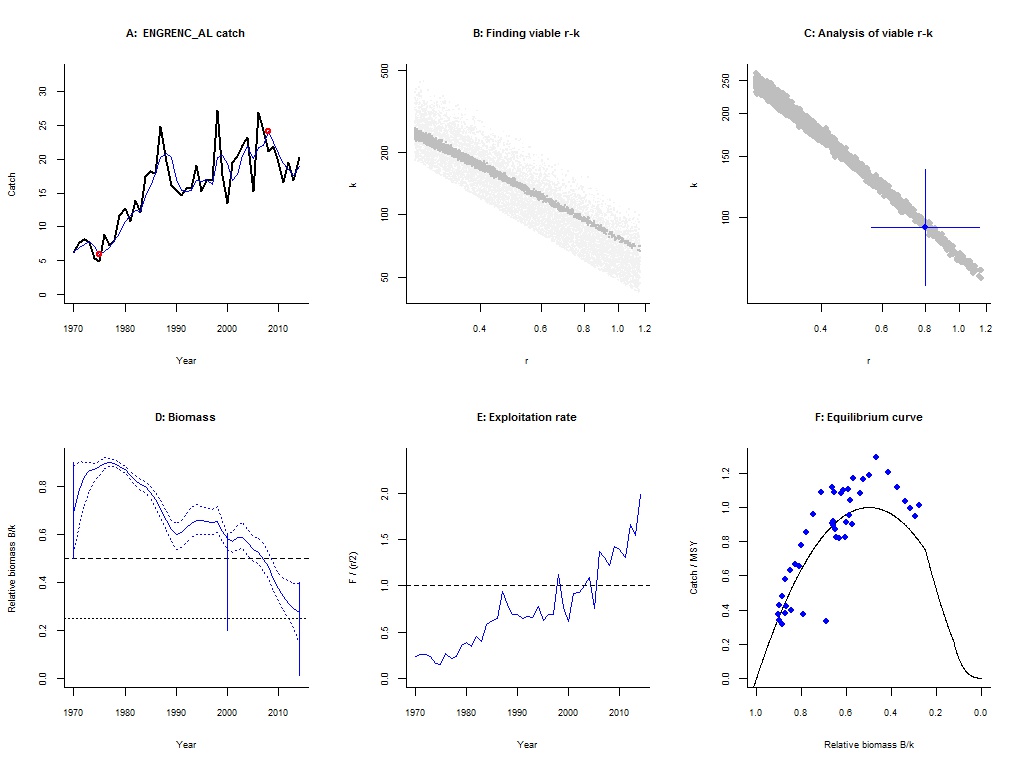 A: ENGRENC_AL catch
Catch
0 5 10 15 20 25 30
1970 1980 1990 2000 2010
Year
B: Finding viable r-k
k
50 100 200 500
0.4 0.6 0.8 1.0 1.2
r
C: Analysis of viable r-k
k
100 150 200 250
0.4 0.6 0.8 1.0 1.2
r
D: Biomass
Relative biomass B/k
0.0 0.2 0.4 0.6 0.8
1970 1980 1990 2000 2010
Year
E: Exploitation rate
F / (r/2)
0.0 0.5 1.0 1.5 2.0
1970 1980 1990 2000 2010
Year
F: Equilibrium curve
Catch / MSY
0.0 0.2 0.4 0.6 0.8 1.0 1.2
1.0 0.8 0.6 0.4 0.2 0.0
Relative biomass B/k